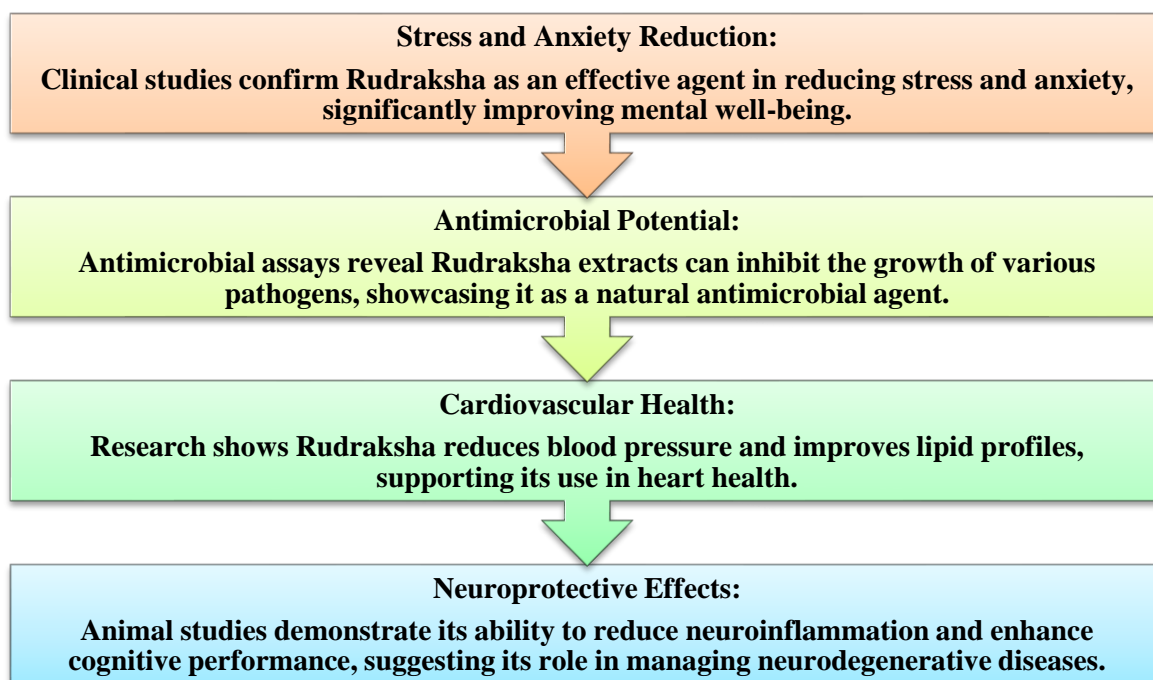 Stress and Anxiety Reduction:
Clinical studies confirm Rudraksha as an effective agent in reducing stress and anxiety,
significantly improving mental well-being.
Antimicrobial Potential:
Antimicrobial assays reveal Rudraksha extracts can inhibit the growth of various
pathogens, showcasing it as a natural antimicrobial agent.
Cardiovascular Health:
Research shows Rudraksha reduces blood pressure and improves lipid profiles,
supporting its use in heart health.
Neuroprotective Effects:
Animal studies demonstrate its ability to reduce neuroinflammation and enhance
cognitive performance, suggesting its role in managing neurodegenerative diseases.